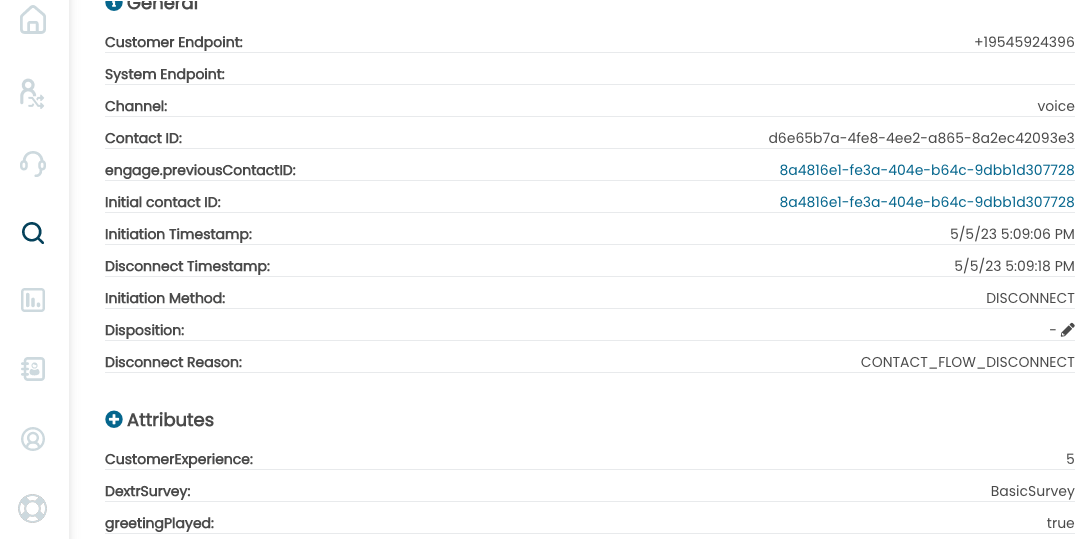 General
Customer Endpoint: +19545924396
System Endpoint:
Channel: voice
Contact ID: d6e65b7a-4fe8-4ee2-a865-8a2ec42093e3
engage.previousContactID: 8a4816e1-fe3a-404e-b64c-9dbb1d307728
Initial contact ID: 8a4816e1-fe3a-404e-b64c-9dbb1d307728
Initiation Timestamp: 5/5/23 5:09:06 PM
Disconnect Timestamp: 5/5/23 5:09:18 PM
Initiation Method: DISCONNECT
Disposition: -
Disconnect Reason: CONTACT_FLOW_DISCONNECT
Attributes
CustomerExperience: 5
DextrSurvey: BasicSurvey
greetingPlayed: true